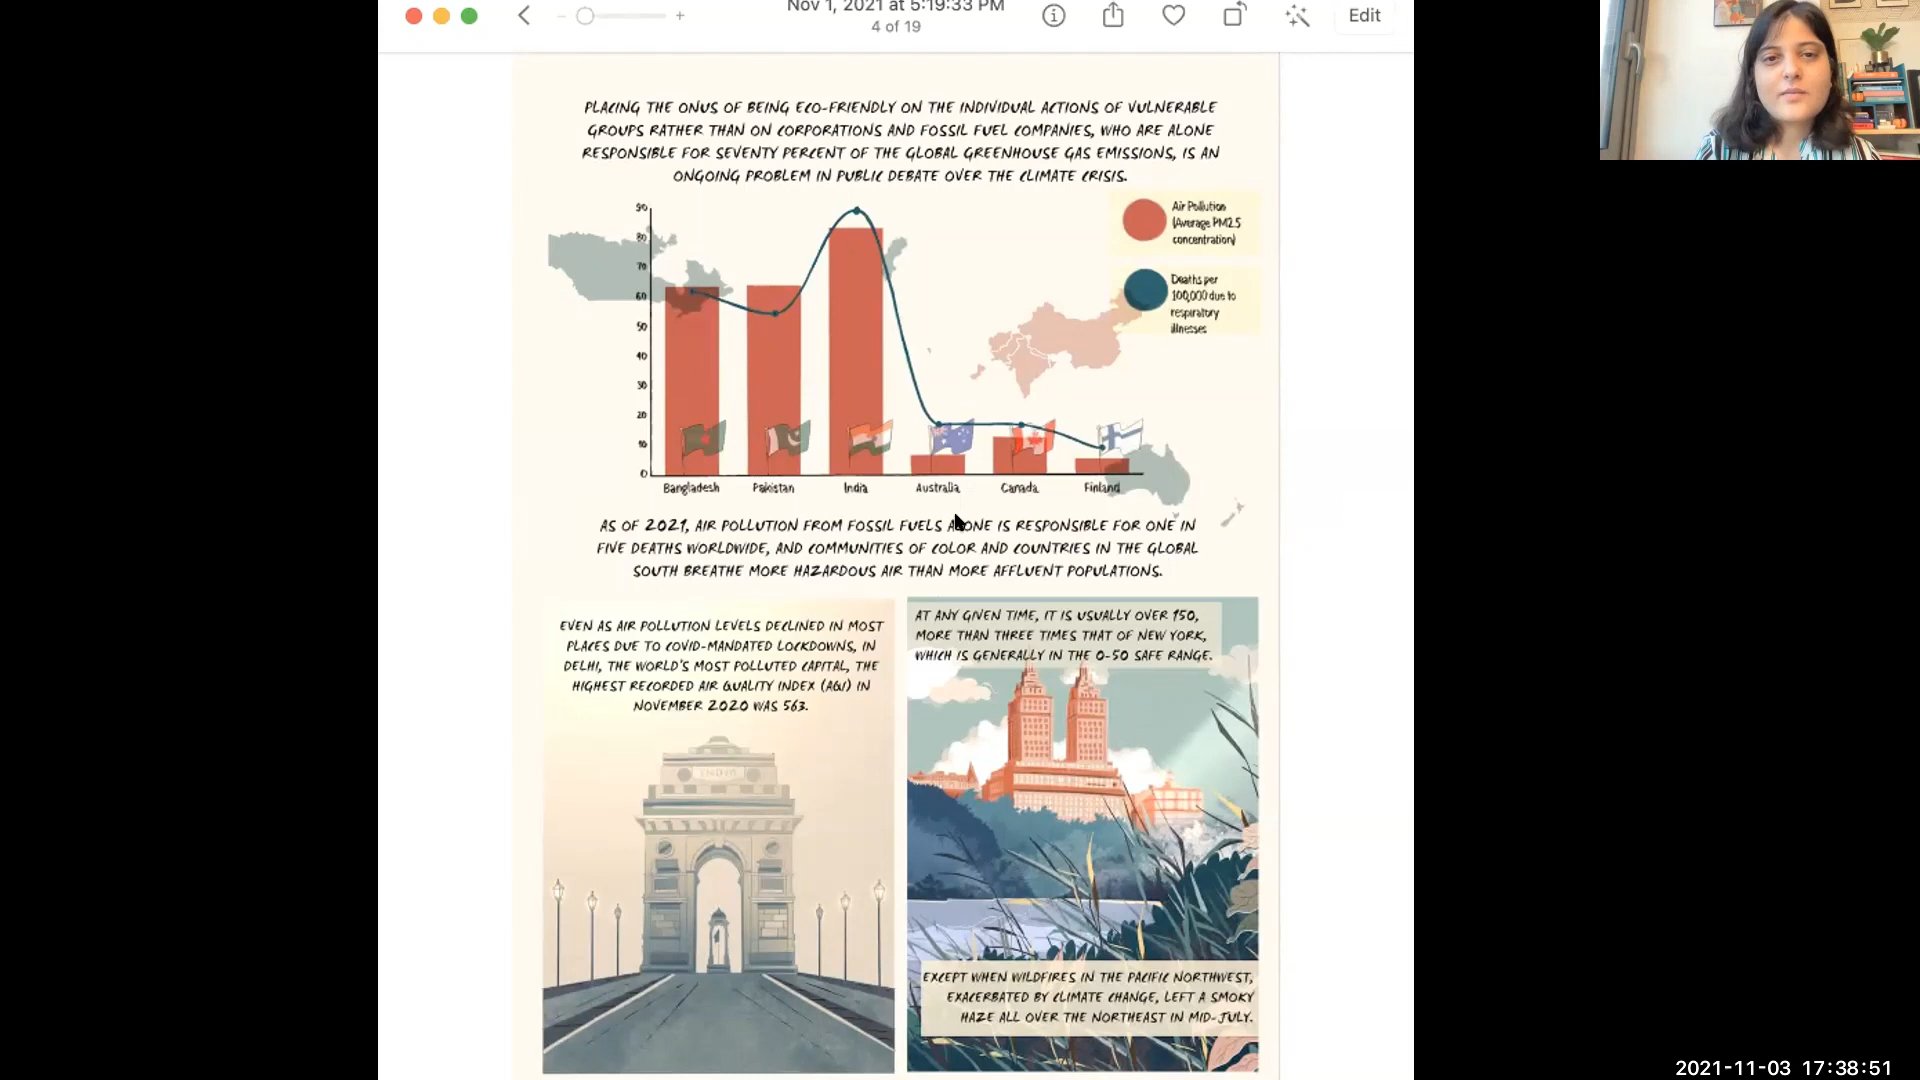 Nov 1, 2021 at 5:19:33 PM
4 of 19
Edit
PLACING THE ONUS OF BEING ECO-FRIENDLY ON THE INDIVIDUAL ACTIONS OF VULNERABLE
GROUPS RATHER THAN ON CORPORATIONS AND FOSSIL FUEL COMPANIES, WHO ARE ALONE
RESPONSIBLE FOR SEVENTY PERCENT OF THE GLOBAL GREENHOUSE GAS EMISSIONS, IS AN
ONGOING PROBLEM IN PUBLIC DEBATE OVER THE CLIMATE CRISIS.
90
80
70
60
50
40
30
20
10
0
Bangladesh Pakistan India Australia Canada Finland
Air Pollution
(Average PM2.5
concentration)
Deaths per
100,000 due to
respiratory
illnesses
AS OF 2021, AIR POLLUTION FROM FOSSIL FUELS ALONE IS RESPONSIBLE FOR ONE IN
FIVE DEATHS WORLDWIDE, AND COMMUNITIES OF COLOR AND COUNTRIES IN THE GLOBAL
SOUTH BREATHE MORE HAZARDOUS AIR THAN MORE AFFLUENT POPULATIONS.
EVEN AS AIR POLLUTION LEVELS DECLINED IN MOST
PLACES DUE TO COVID-MANDATED LOCKDOWNS, IN
DELHI, THE WORLD'S MOST POLLUTED CAPITAL, THE
HIGHEST RECORDED AIR QUALITY INDEX (AQI) IN
NOVEMBER 2020 WAS 563.
INDIA
AT ANY GIVEN TIME, IT IS USUALLY OVER 150,
MORE THAN THREE TIMES THAT OF NEW YORK,
WHICH IS GENERALLY IN THE 0-50 SAFE RANGE.
EXCEPT WHEN WILDFIRES IN THE PACIFIC NORTHWEST,
EXACERBATED BY CLIMATE CHANGE, LEFT A SMOKY
HAZE ALL OVER THE NORTHEAST IN MID-JULY.
2021-11-03 17:38:51